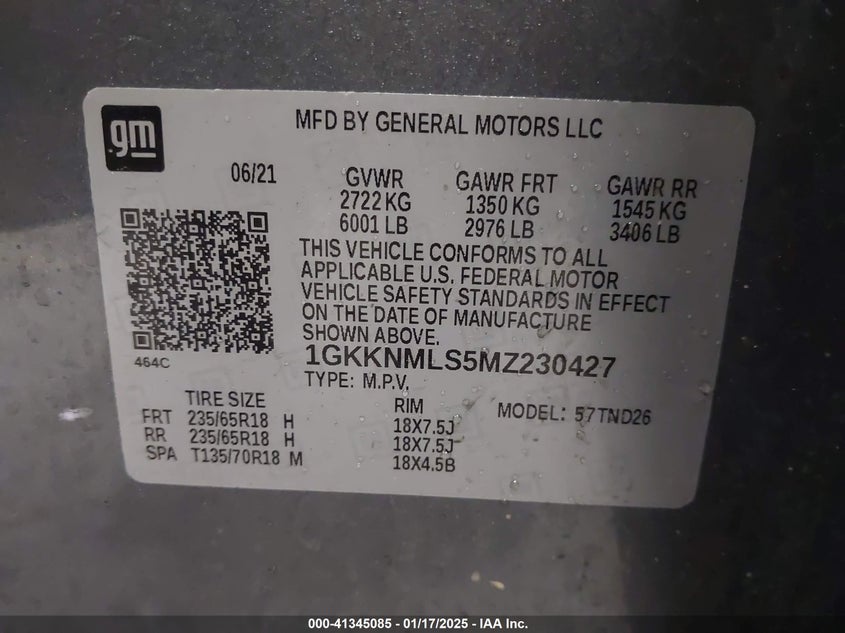 gm
MFD BY GENERAL MOTORS LLC
06/21
GVWR GAWR FRT GAWR RR
2722 KG 1350 KG 1545 KG
6001 LB 2976 LB 3406 LB
THIS VEHICLE CONFORMS TO ALL
APPLICABLE U.S. FEDERAL MOTOR
VEHICLE SAFETY STANDARDS IN EFFECT
ON THE DATE OF MANUFACTURE
SHOWN ABOVE.
464C
1GKKNMLS5MZ230427
TYPE: M.P.V.
TIRE SIZE RIM MODEL: 57TND26
FRT 235/65R18 H 18X7.5J
RR 235/65R18 H 18X7.5J
SPA T135/70R18 M 18X4.5B
000-41345085 - 01/17/2025 - IAA Inc.